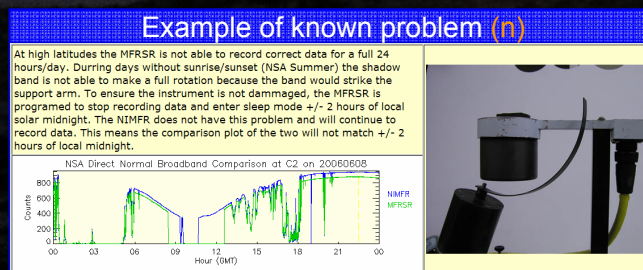 Example of known problem (n)
At high latitudes the MFRSR is not able to record correct data for a full 24
hours/day. Durring days without sunrise/sunset (NSA Summer) the shadow
band is not able to make a full rotation because the band would strike the
support arm. To ensure the instrument is not dammaged, the MFRSR is
programed to stop recording data and enter sleep mode +/- 2 hours of local
solar midnight. The NIMFR does not have this problem and will continue to
record data. This means the comparison plot of the two will not match +/- 2
hours of local midnight.
NSA Direct Normal Broadband Comparison at C2 on 20060608
800
600
400
200
0
Counts
NIMFR
MFRSR
00 03 06 09 12 15 18 21 00
Hour (GMT)